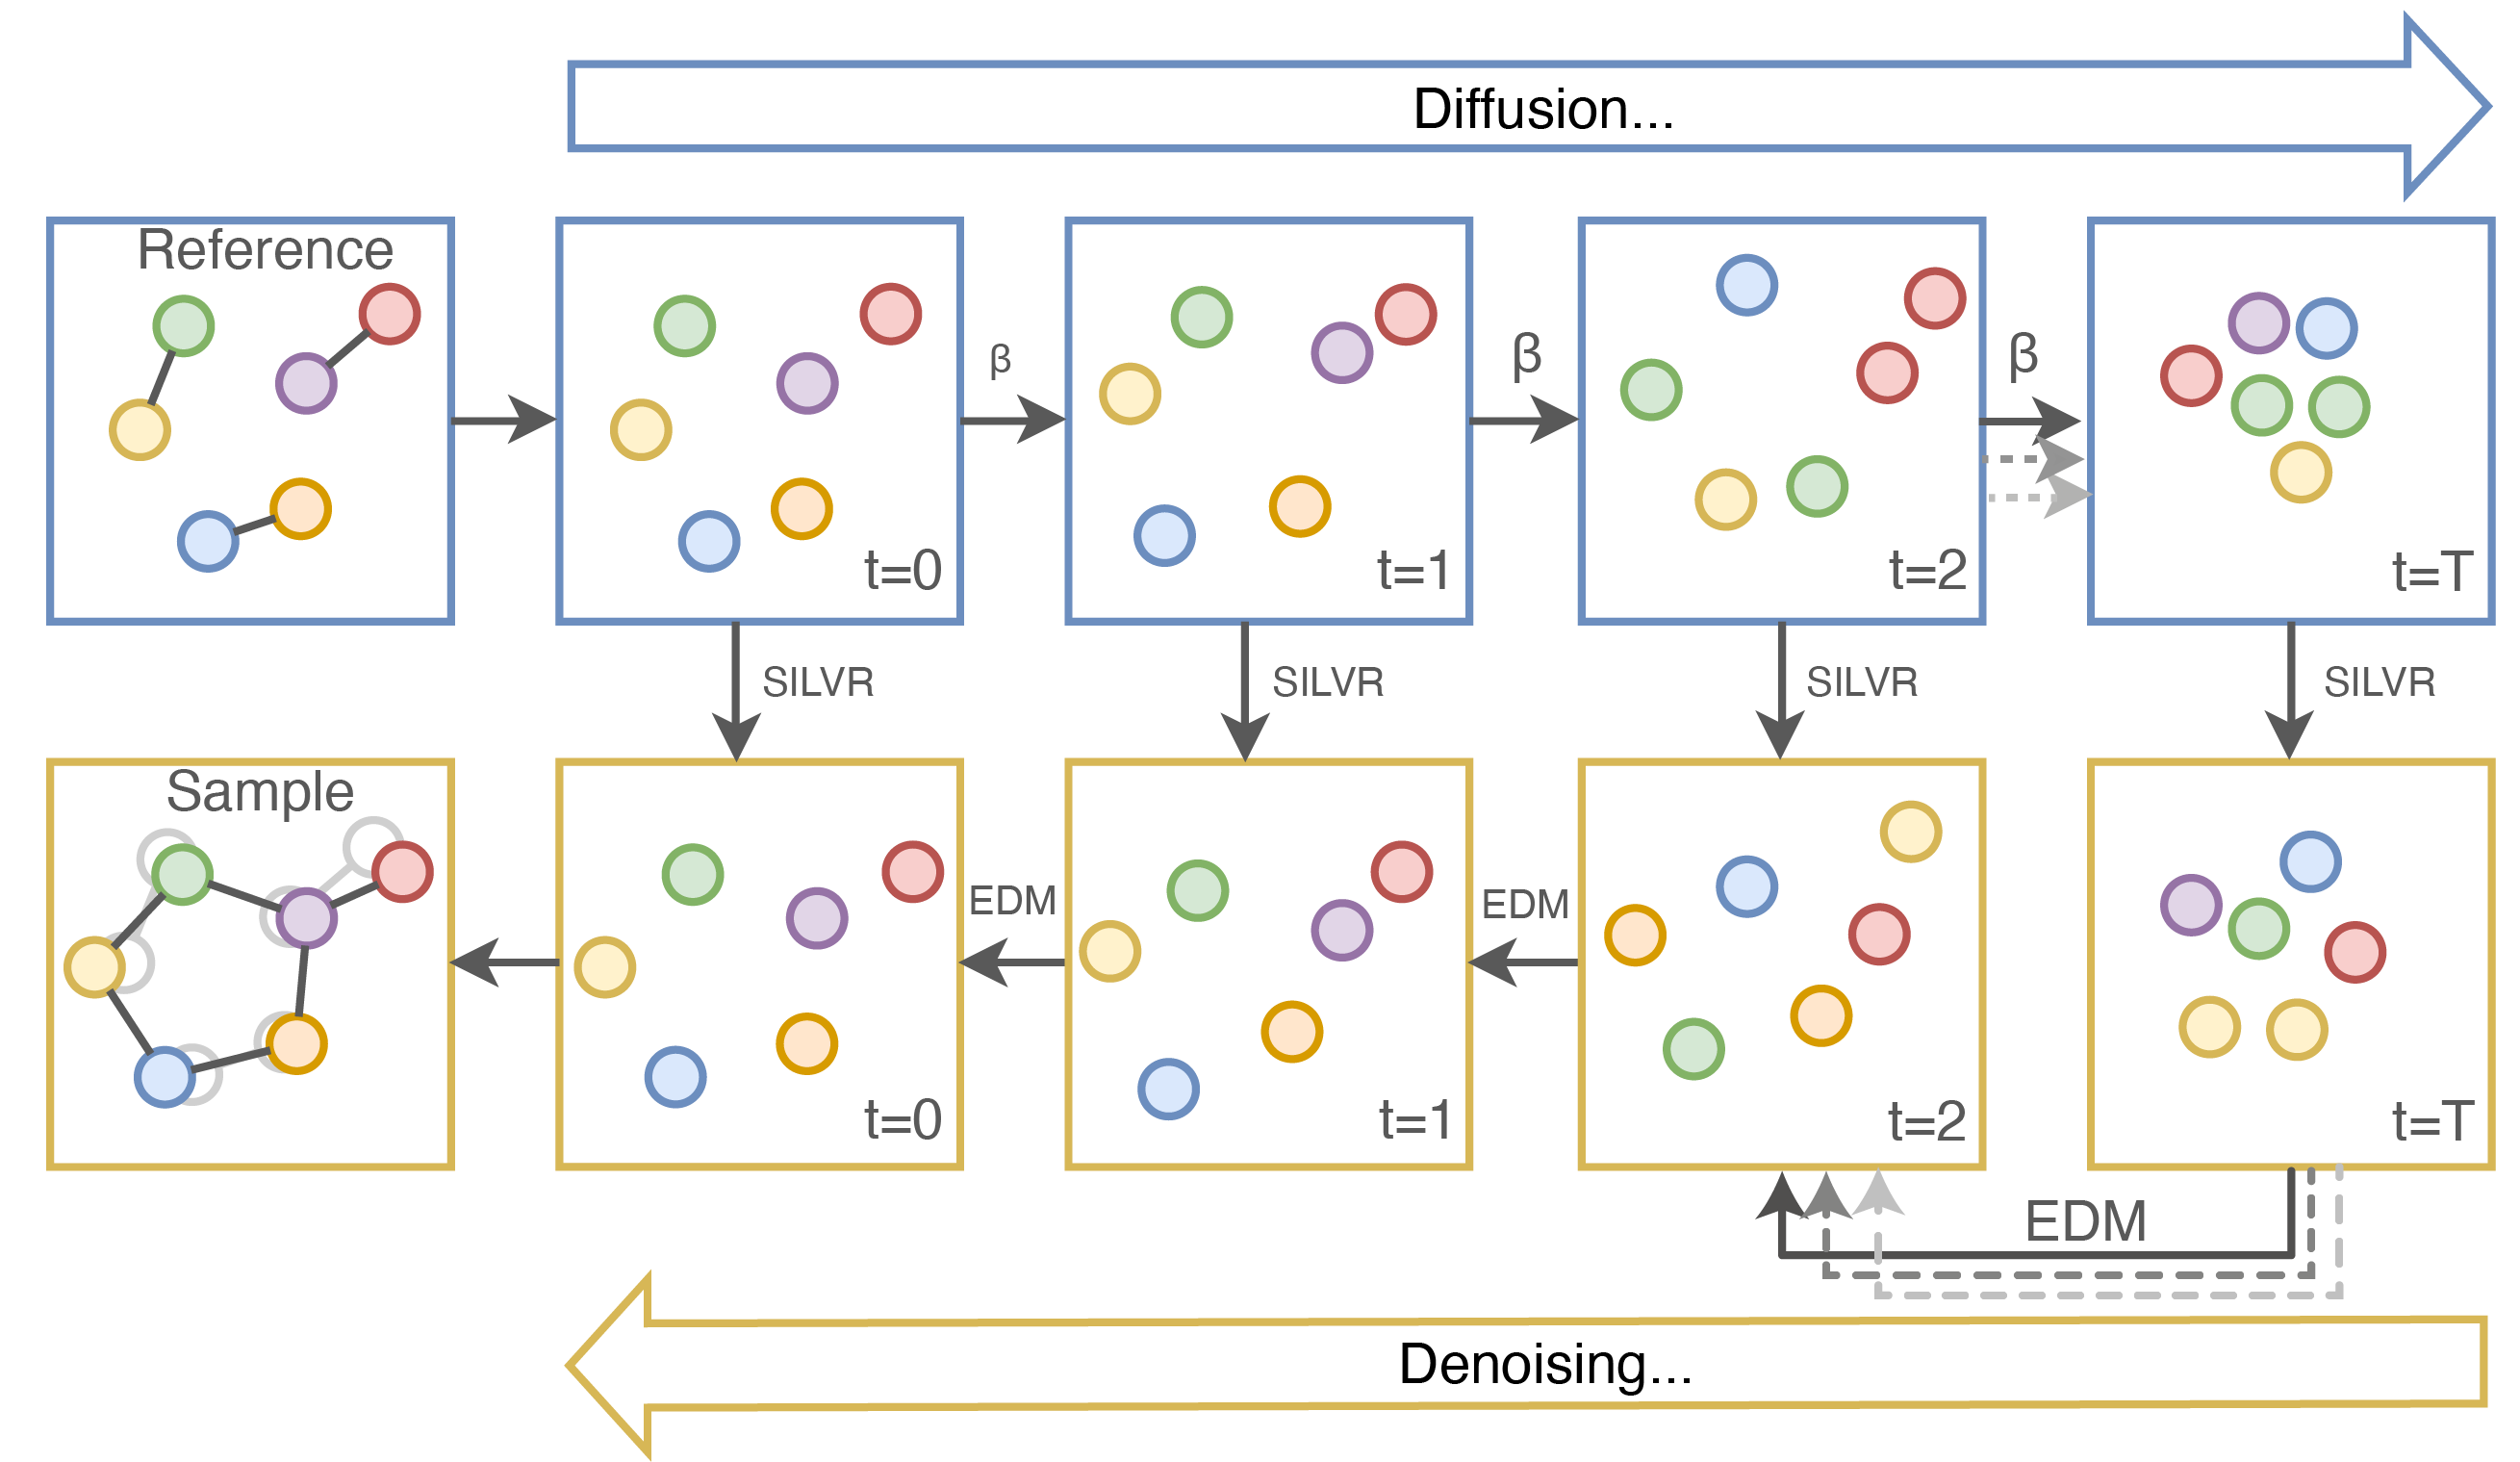 Diffusion...
Reference
β
β
β
t=0
t=1
t=2
t=T
SILVR
SILVR
SILVR
SILVR
Sample
EDM
EDM
t=0
t=1
t=2
t=T
EDM
Denoising...